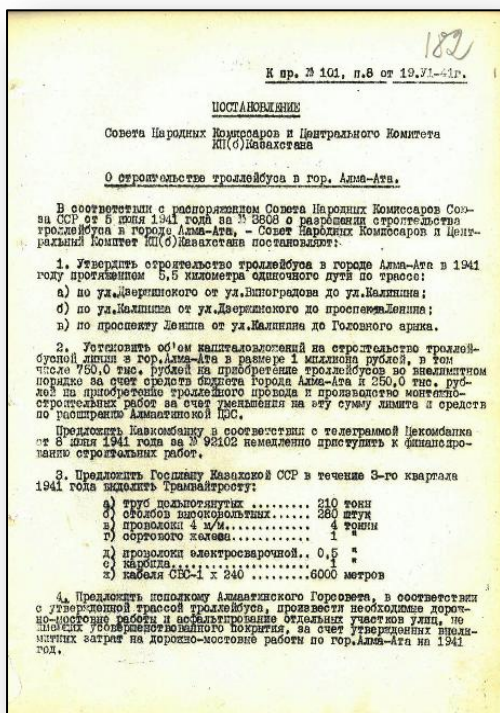 182
К пр. № 101, п.8 от 19.VI-41г.
ПОСТАНОВЛЕНИЕ
Совета Народных Комиссаров и Центрального Комитета
КП(б)Казахстана
О строительстве троллейбуса в гор. Алма-Ата.
В соответствии с распоряжением Совета Народных Комиссаров Сою-
за ССР от 5 июня 1941 года за № 3808 о разрешении строительства
троллейбуса в городе Алма-Ата, - Совет Народных Комиссаров и Цент-
ральный Комитет КП(б)Казахстана постановляют:
1. Утвердить строительство троллейбуса в городе Алма-Ата в 1941
году протяжением 5,5 километра одиночного пути по трассе:
а) по ул.Дзержинского от ул.Виноградова до ул.Калинина;
б) по ул.Калинина от ул.Дзержинского до проспекта Ленина;
в) по проспекту Ленина от ул.Калинина до Головного арыка.
2. Установить об'ем капиталовложений на строительство троллей-
бусной линии в гор.Алма-Ата в размере 1 миллиона рублей, в том
числе 750,0 тыс. рублей на приобретение троллейбусов во внелимитном
порядке за счет средств бюджета города Алма-Ата и 250,0 тыс. руб-
лей на приобретение троллейного провода и производство монтажно-
строительных работ за счет уменьшения на эту сумму лимита и средств
по расширению Алмаатинской ЦЭС.
Предложить Казкомбанку в соответствии с телеграммой Цекомбанка
от 8 июня 1941 года за № 92102 немедленно приступить к финансиро-
ванию строительных работ.
3. Предложить Госплану Казахской ССР в течение 3-го квартала
1941 года выделить Трамвайтресту:
а) труб цельнотянутых ........ 210 тонн
б) столбов высоковольтных ....... 280 штук
в) проволоки 4 м/м............ 4 тонны
г) сортового железа........... 1 "
д) проволоки электросварочной.. 0,5 "
е) карбида.................. 1 "
ж) кабеля СБС-1 х 240 ........6000 метров
4. Предложить исполкому Алмаатинского Горсовета, в соответствии
с утвержденной трассой троллейбуса, произвести необходимые дорож-
но-мостовые работы и асфальтирование отдельных участков улиц, не
имеющих усовершенствованного покрытия, за счет утвержденных внели-
митных затрат на дорожно-мостовые работы по гор.Алма-Ата на 1941
год.